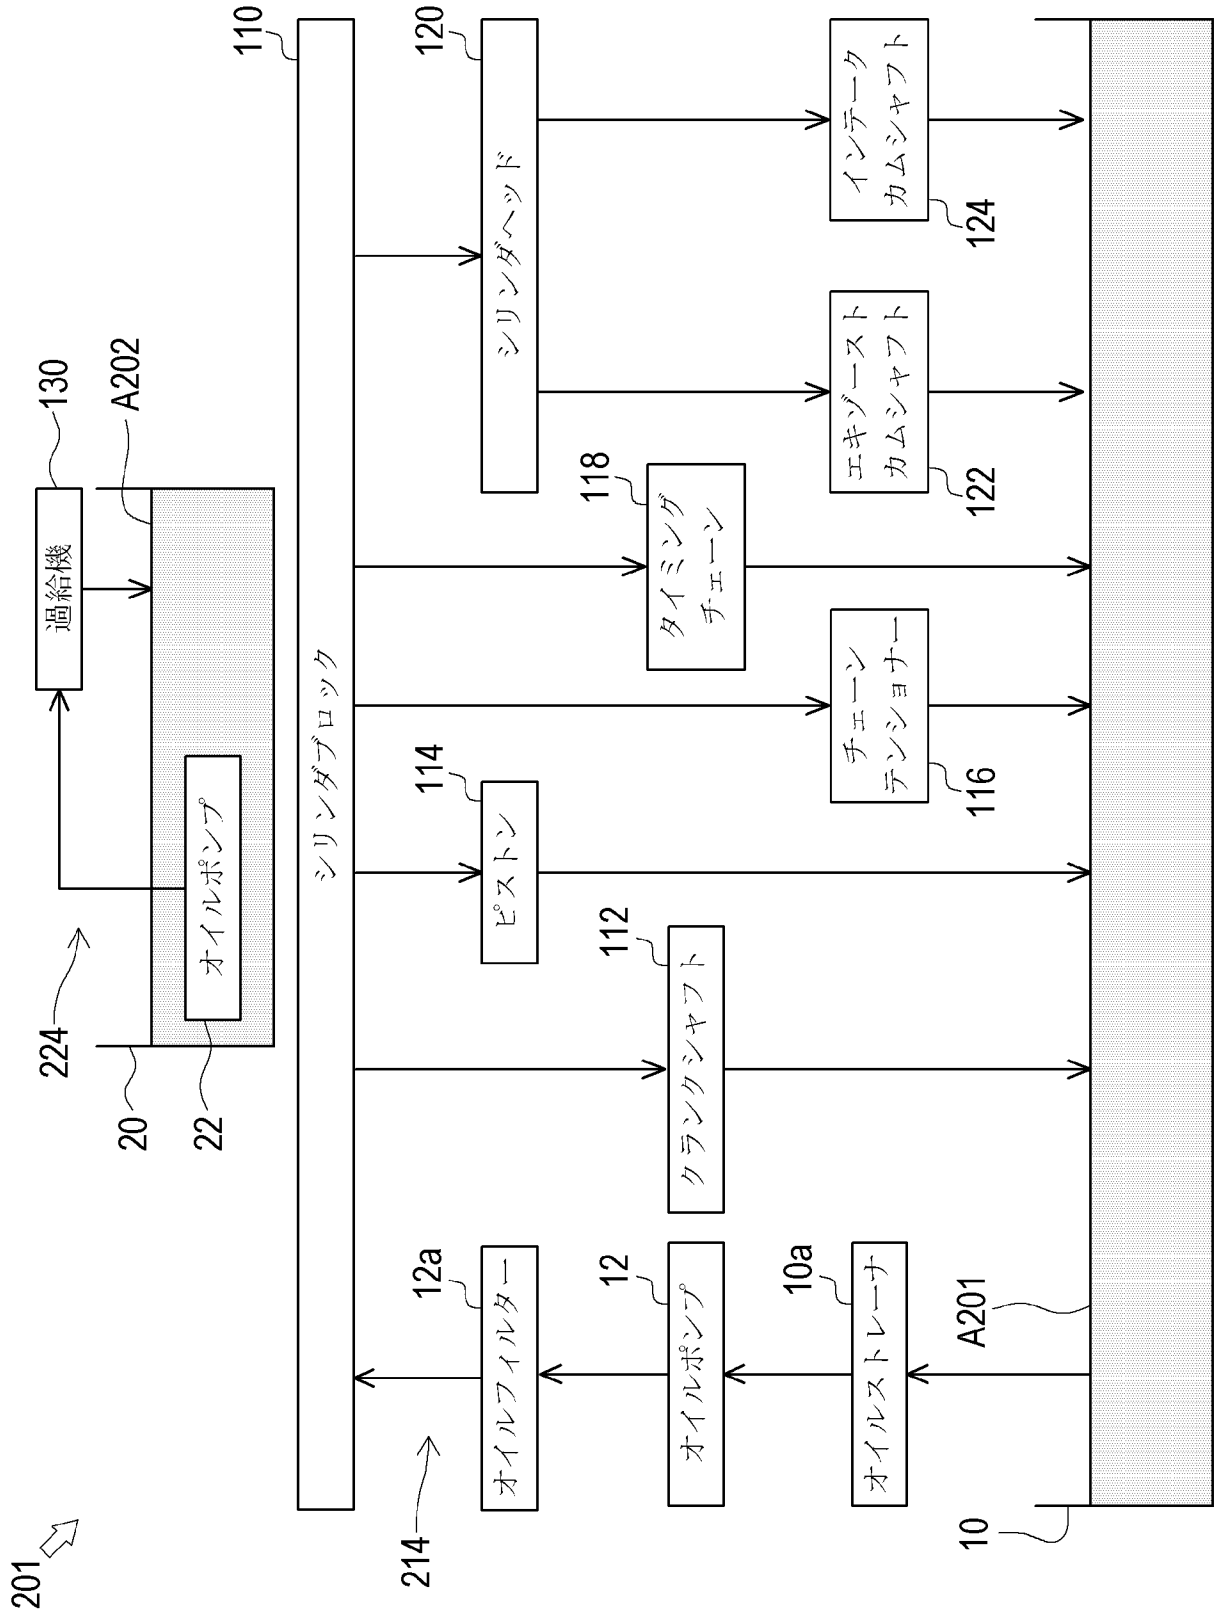 201
224
20
22
オイルポンプ
過給機
130
A202
110
シリンダブロック
214
オイルフィルター
12a
オイルポンプ
12
オイルストレーナ
10a
クランクシャフト
112
ピストン
114
チェーン
テンショナー
116
タイミング
チェーン
118
シリンダヘッド
120
エキゾースト
カムシャフト
122
インテーク
カムシャフト
124
A201
10